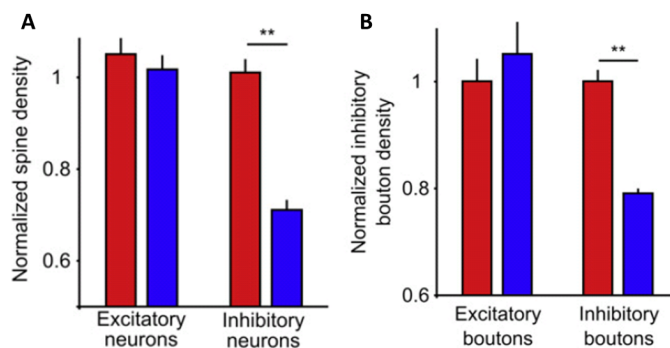 A
Normalized spine density
1
0.8
0.6
**
Excitatory
neurons
Inhibitory
neurons
B
Normalized inhibitory
bouton density
1
0.8
0.6
**
Excitatory
boutons
Inhibitory
boutons